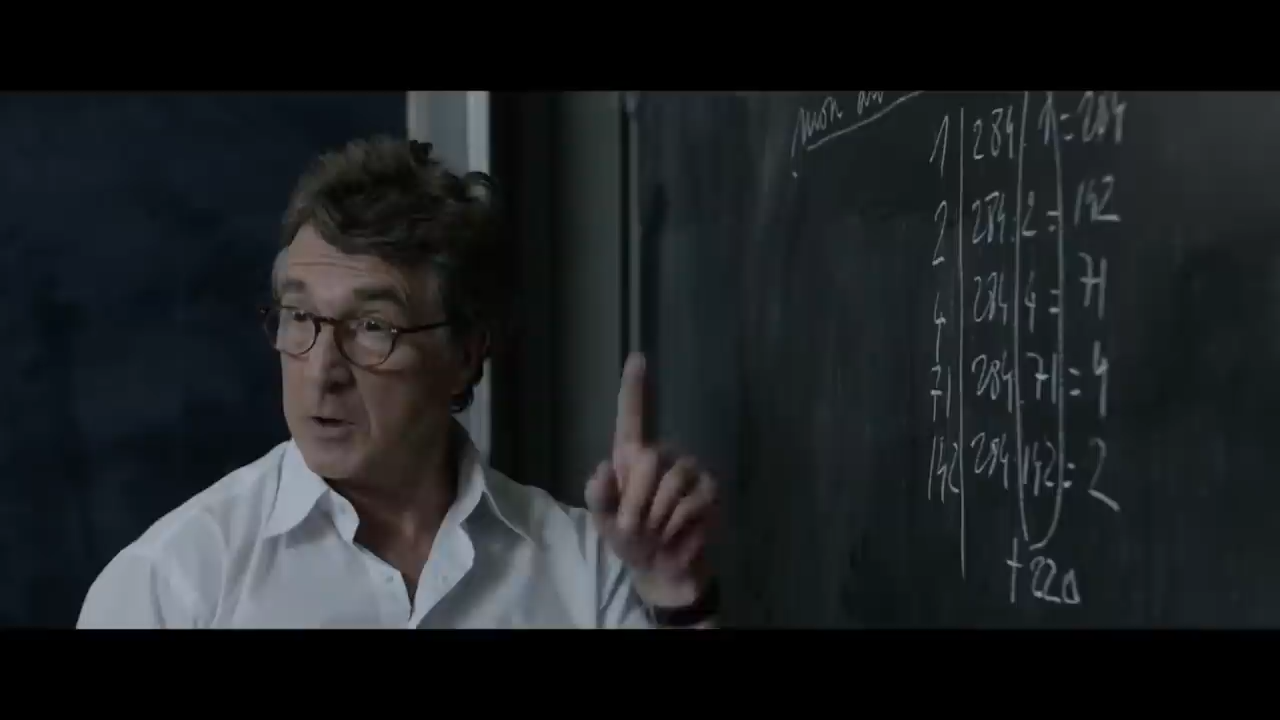 mon
1 | 284 : 1 = 284
2 | 284 : 2 = 142
4 | 284 : 4 = 71
71 | 284 : 71 = 4
142 | 284 : 142 = 2
+ 220